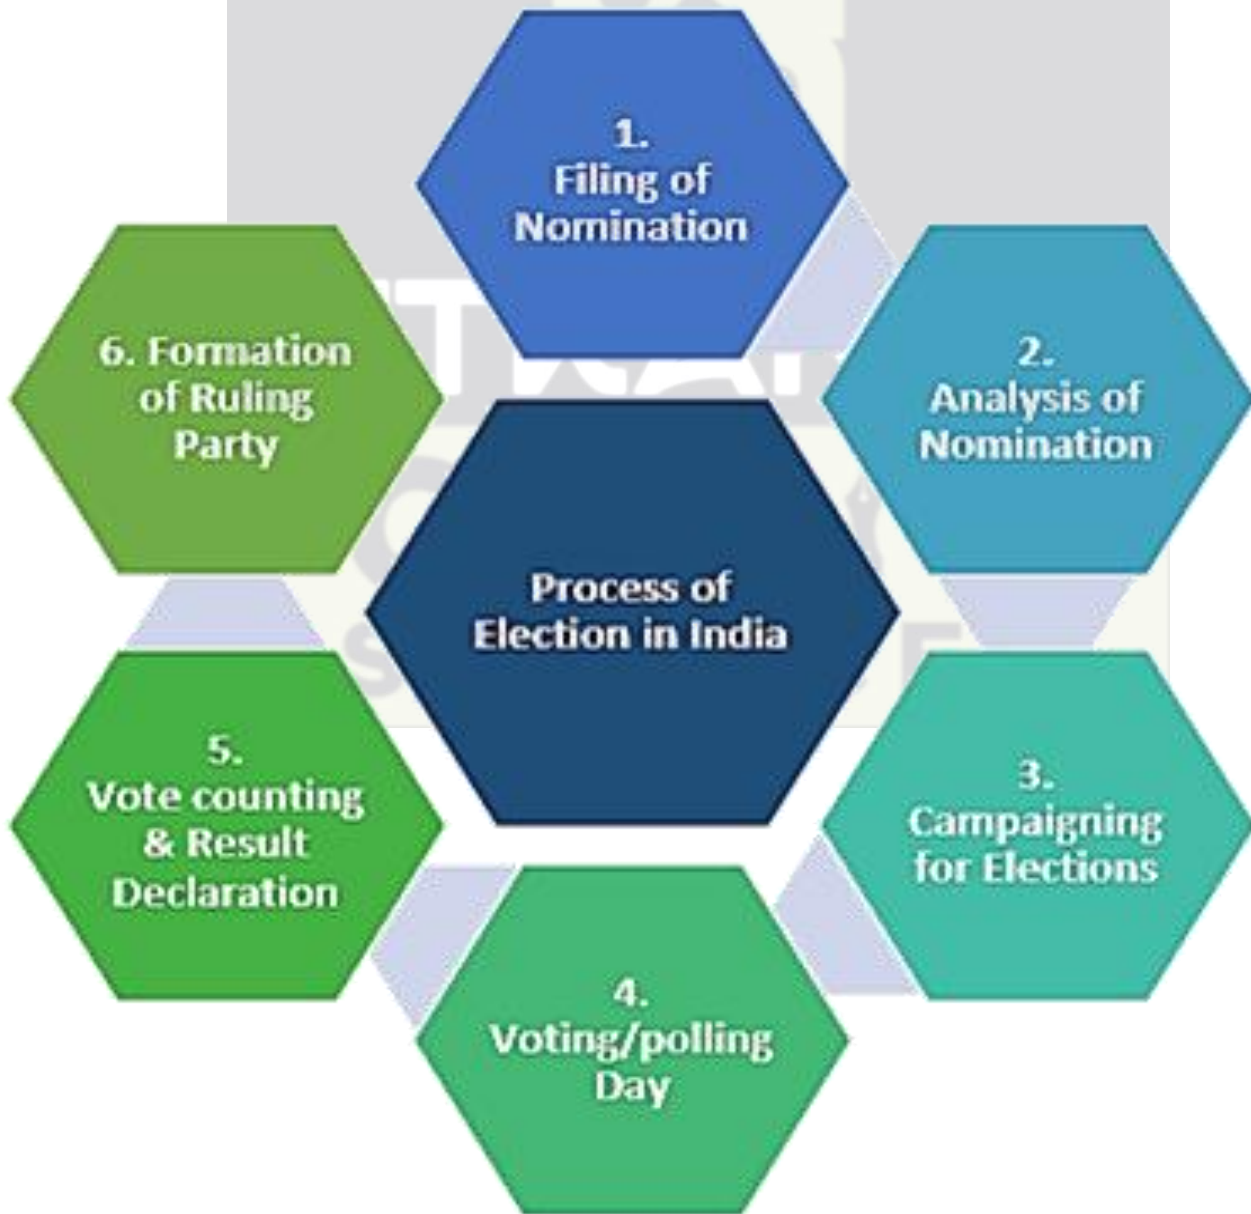 1.
Filing of
Nomination
2.
Analysis of
Nomination
3.
Campaigning
for Elections
4.
Voting/polling
Day
5.
Vote counting
& Result
Declaration
6. Formation
of Ruling
Party
Process of
Election in India